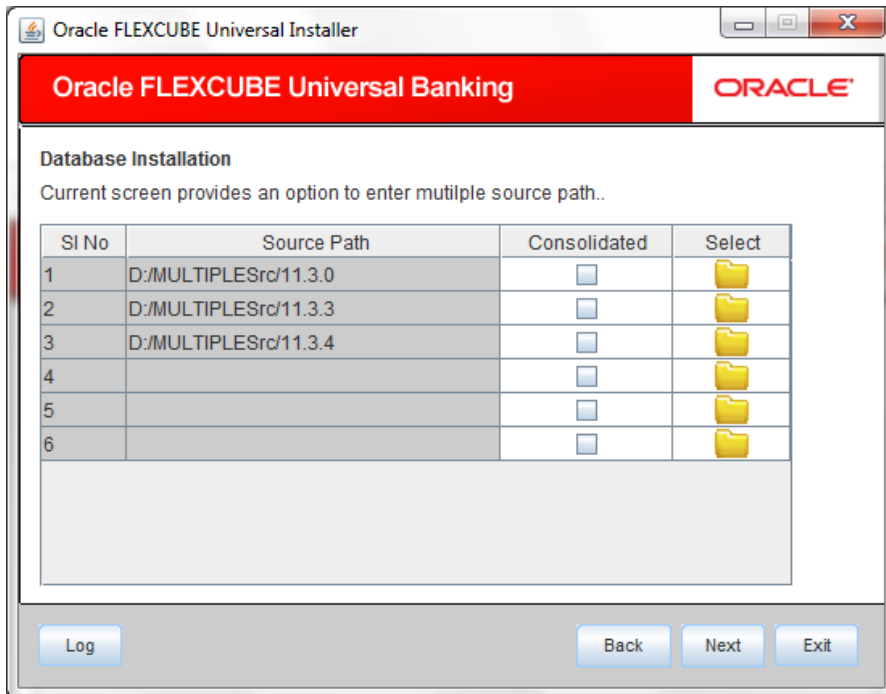 Oracle FLEXCUBE Universal Installer
Oracle FLEXCUBE Universal Banking
ORACLE
Database Installation
Current screen provides an option to enter mutilple source path..
Sl No Source Path Consolidated Select
1 D:/MULTIPLESrc/11.3.0
2 D:/MULTIPLESrc/11.3.3
3 D:/MULTIPLESrc/11.3.4
4
5
6
Log Back Next Exit